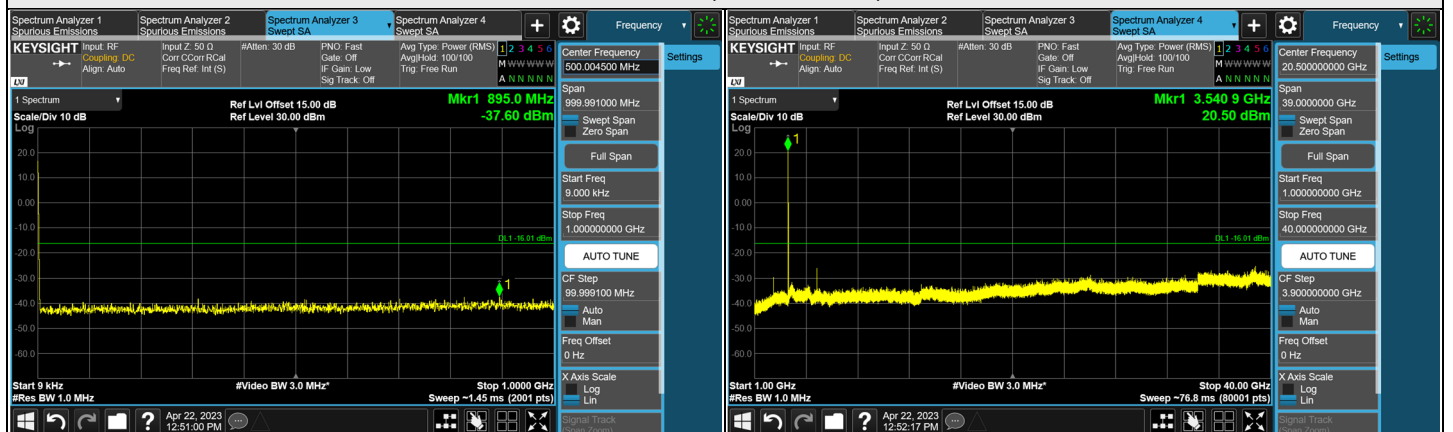 Spectrum Analyzer 1
Spurious Emissions
Spectrum Analyzer 2
Spurious Emissions
Spectrum Analyzer 3
Swept SA
Spectrum Analyzer 4
Swept SA
Frequency
KEYSIGHT
LXI
Input: RF
Coupling: DC
Align: Auto
Input Z: 50 Ω
Corr CCorr RCal
Freq Ref: Int (S)
#Atten: 30 dB
PNO: Fast
Gate: Off
IF Gain: Low
Sig Track: Off
Avg Type: Power (RMS)
Avg|Hold: 100/100
Trig: Free Run
1 2 3 4 5 6
M W W W W W
A N N N N N
1 Spectrum
Scale/Div 10 dB
Log
Ref Lvl Offset 15.00 dB
Ref Level 30.00 dBm
Mkr1 895.0 MHz
-37.60 dBm
20.0
10.0
0.00
-10.0
-20.0
-30.0
-40.0
-50.0
-60.0
DL1 -16.01 dBm
1
Start 9 kHz
#Res BW 1.0 MHz
#Video BW 3.0 MHz*
Stop 1.0000 GHz
Sweep ~1.45 ms (2001 pts)
Center Frequency
500.004500 MHz
Span
999.991000 MHz
Swept Span
Zero Span
Full Span
Start Freq
9.000 kHz
Stop Freq
1.000000000 GHz
AUTO TUNE
CF Step
99.999100 MHz
Auto
Man
Freq Offset
0 Hz
X Axis Scale
Log
Lin
Signal Track
(Span Zoom)
Settings
?
Apr 22, 2023
12:51:00 PM
Spectrum Analyzer 1
Spurious Emissions
Spectrum Analyzer 2
Spurious Emissions
Spectrum Analyzer 3
Swept SA
Spectrum Analyzer 4
Swept SA
Frequency
KEYSIGHT
LXI
Input: RF
Coupling: DC
Align: Auto
Input Z: 50 Ω
Corr CCorr RCal
Freq Ref: Int (S)
#Atten: 30 dB
PNO: Fast
Gate: Off
IF Gain: Low
Sig Track: Off
Avg Type: Power (RMS)
Avg|Hold: 100/100
Trig: Free Run
1 2 3 4 5 6
M W W W W W
A N N N N N
1 Spectrum
Scale/Div 10 dB
Log
Ref Lvl Offset 15.00 dB
Ref Level 30.00 dBm
Mkr1 3.540 9 GHz
20.50 dBm
20.0
10.0
0.00
-10.0
-20.0
-30.0
-40.0
-50.0
-60.0
DL1 -16.01 dBm
1
Start 1.00 GHz
#Res BW 1.0 MHz
#Video BW 3.0 MHz*
Stop 40.00 GHz
Sweep ~76.8 ms (80001 pts)
Center Frequency
20.500000000 GHz
Span
39.0000000 GHz
Swept Span
Zero Span
Full Span
Start Freq
1.000000000 GHz
Stop Freq
40.000000000 GHz
AUTO TUNE
CF Step
3.900000000 GHz
Auto
Man
Freq Offset
0 Hz
X Axis Scale
Log
Lin
Signal Track
(Span Zoom)
Settings
?
Apr 22, 2023
12:52:17 PM